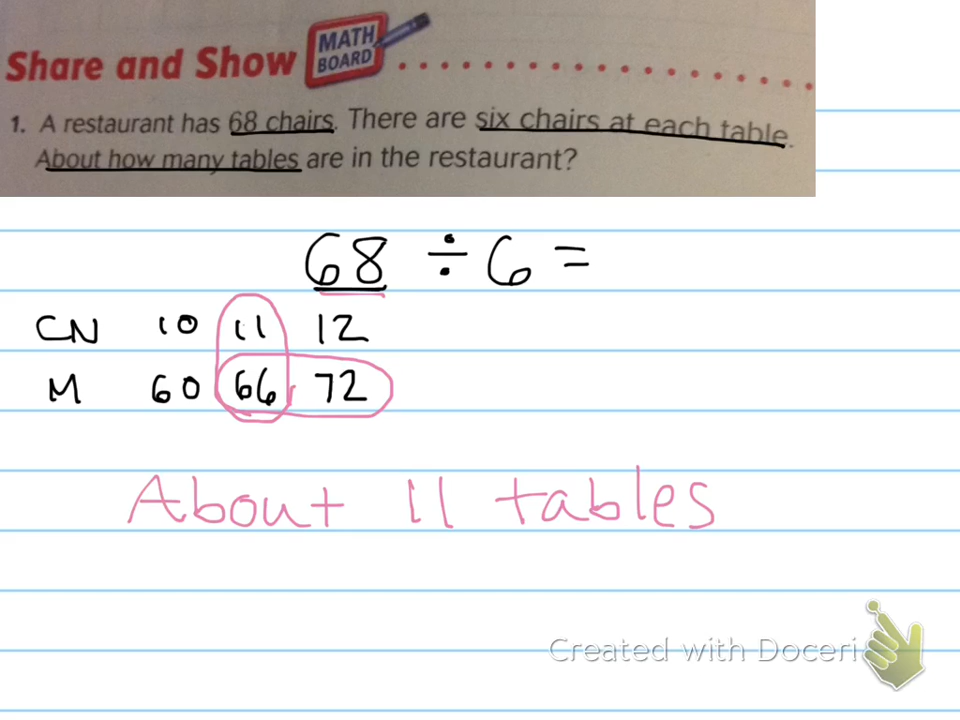 Share and Show MATH BOARD
1. A restaurant has 68 chairs. There are six chairs at each table.
About how many tables are in the restaurant?
68 ÷ 6 =
CN 10 11 12
M 60 66 72
About 11 tables
Created with Doceri